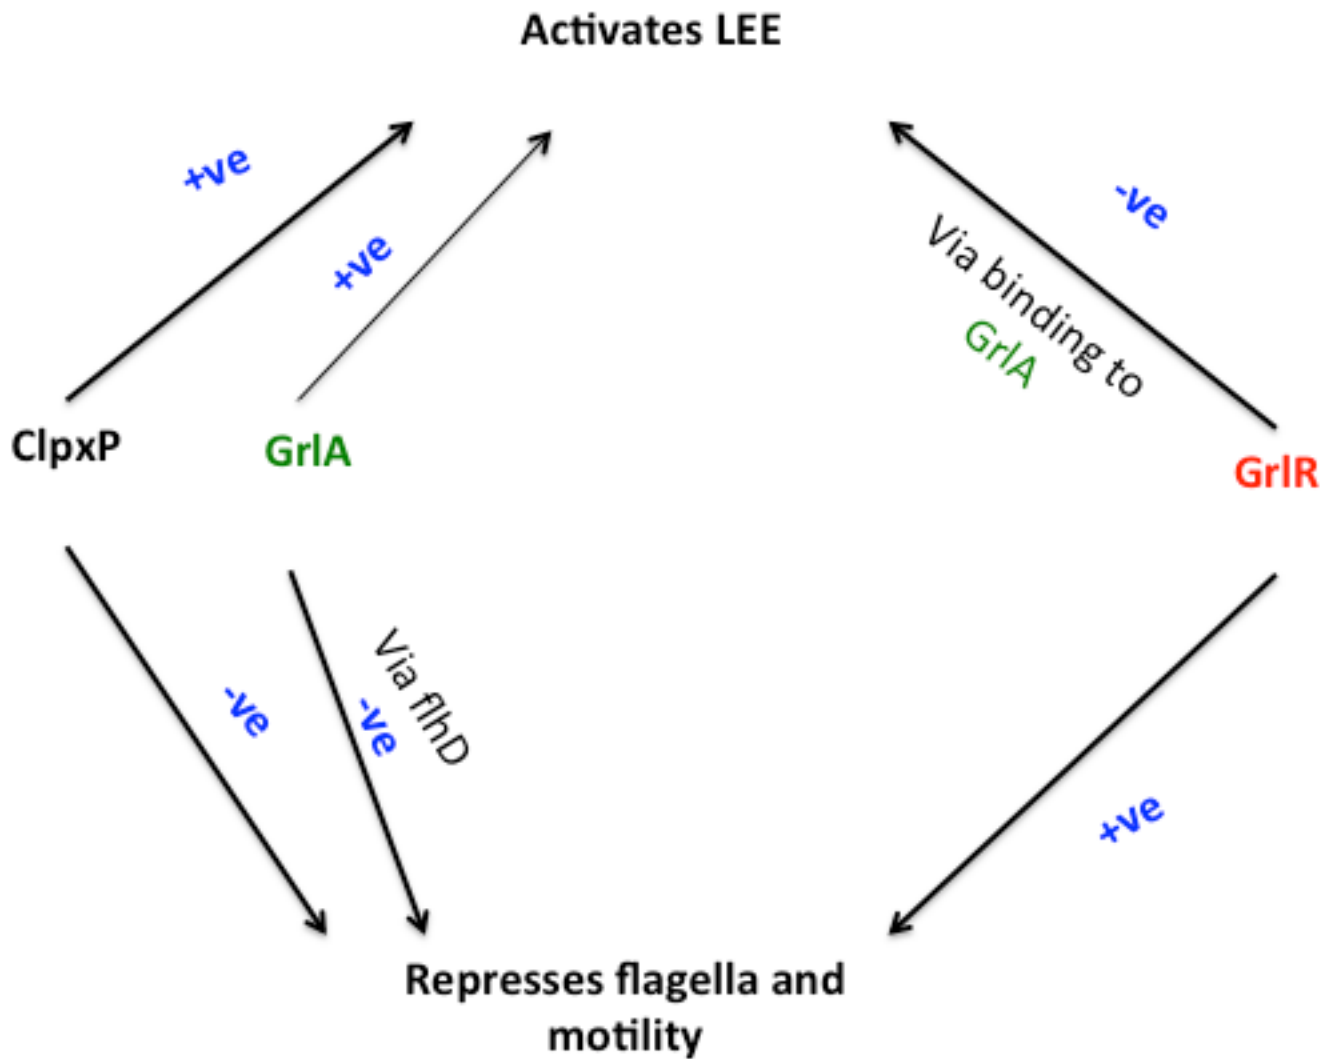 Activates LEE
+ve
+ve
-ve
Via binding to
GrlA
ClpxP
GrlA
GrlR
-ve
-ve
Via flhD
+ve
Represses flagella and
motility